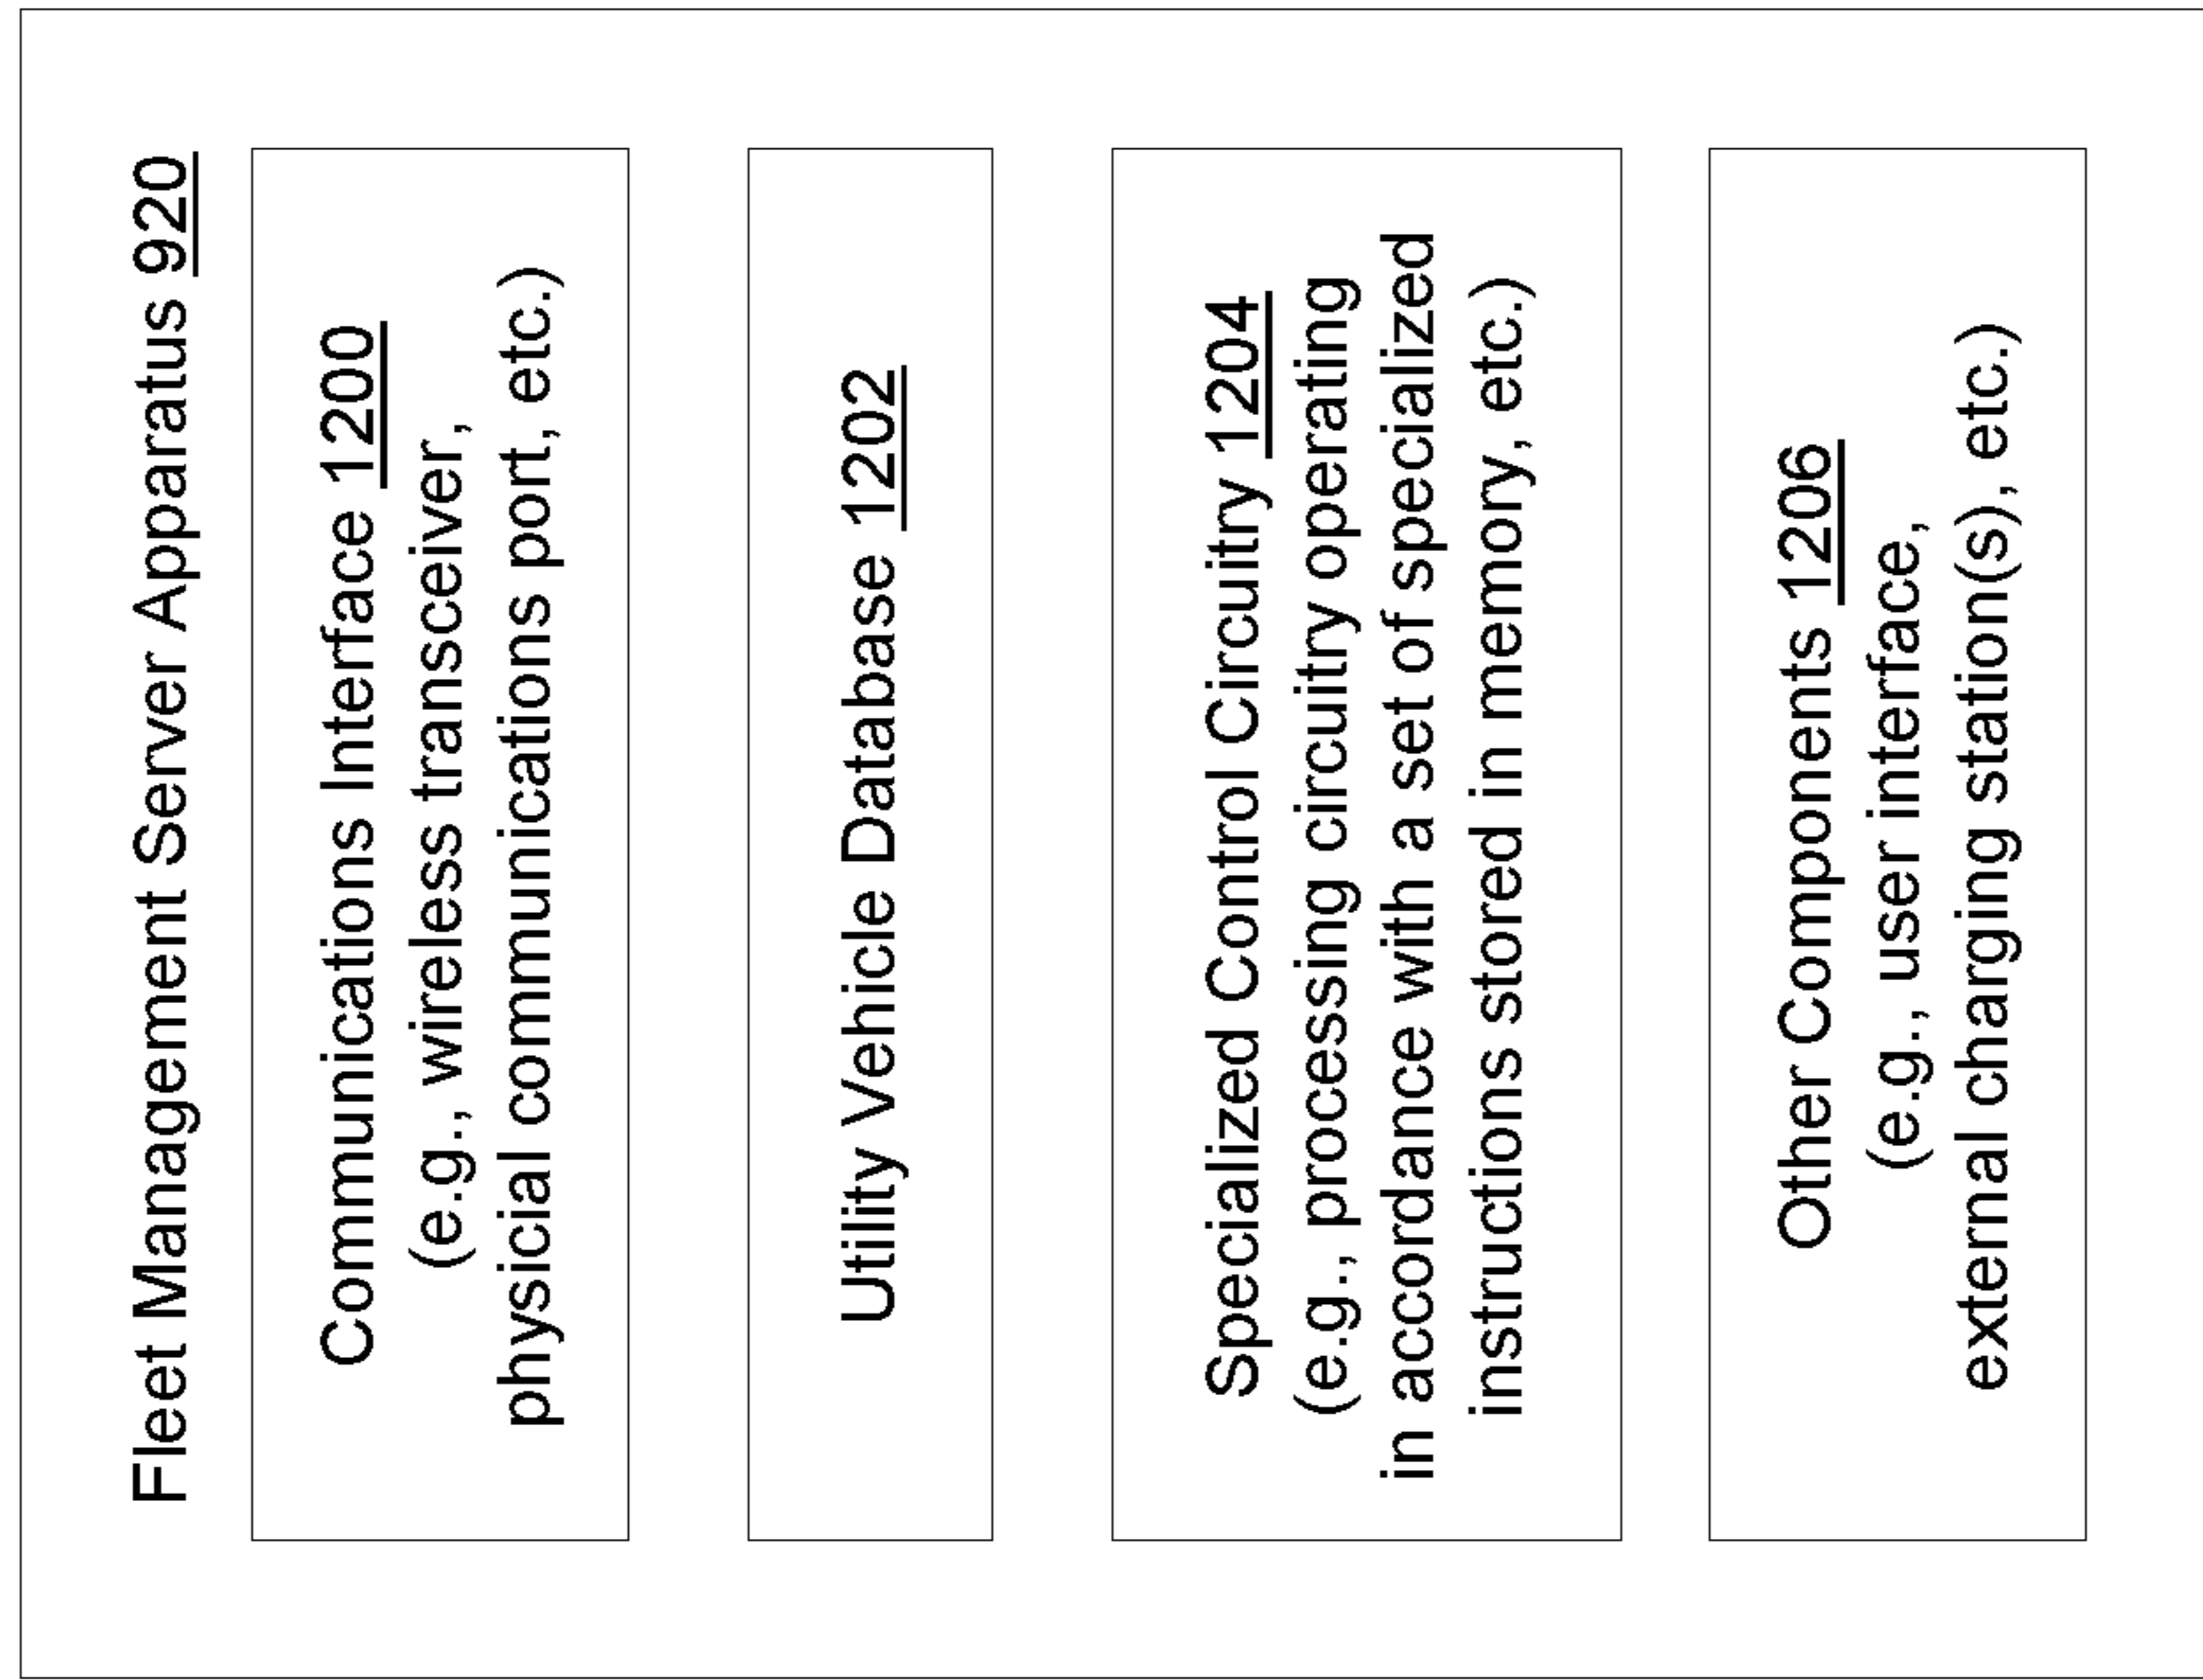 Fleet Management Server Apparatus 920
Communications Interface 1200
(e.g., wireless transceiver,
physicial communications port, etc.)
Utility Vehicle Database 1202
Specialized Control Circuitry 1204
(e.g., processing circuitry operating
in accordance with a set of specialized
instructions stored in memory, etc.)
Other Components 1206
(e.g., user interface,
external charging station(s), etc.)